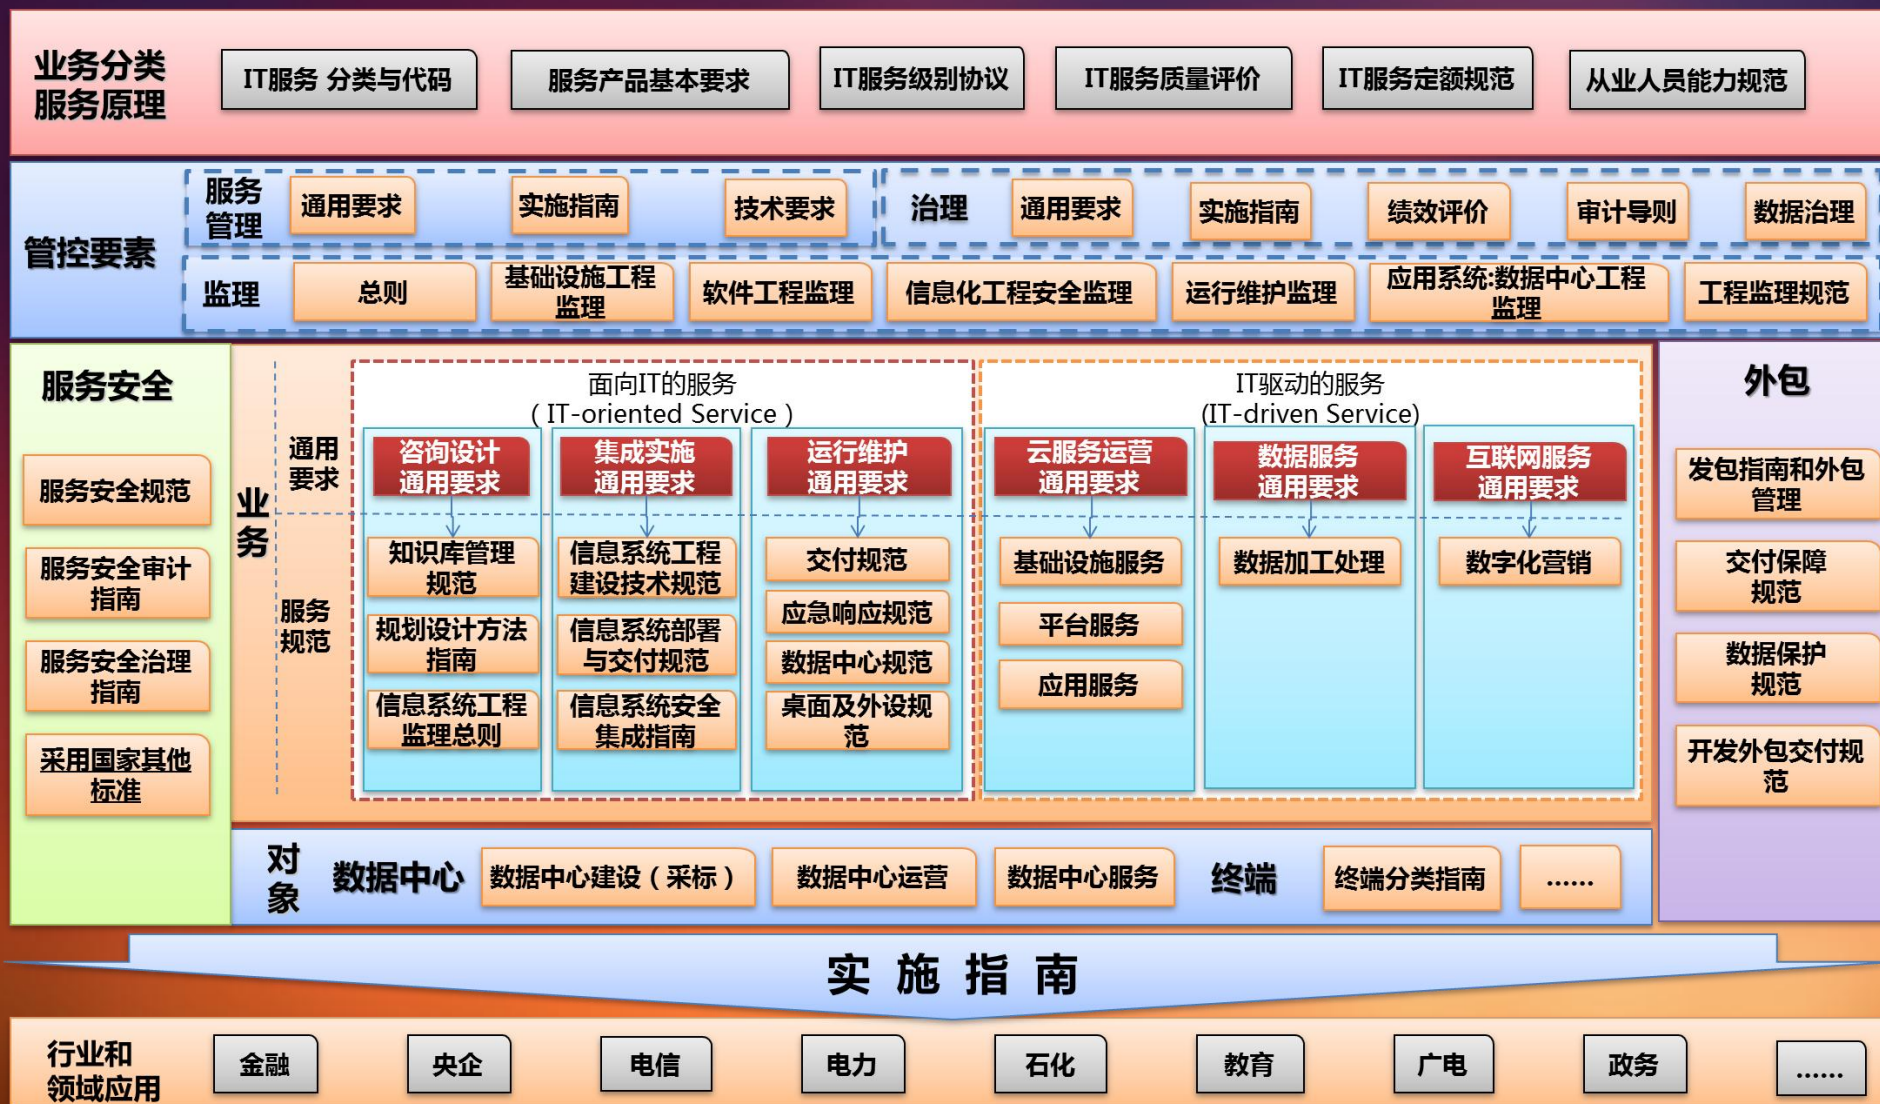 业务分类
服务原理
IT服务 分类与代码
服务产品基本要求
IT服务级别协议
IT服务质量评价
IT服务定额规范
从业人员能力规范
管控要素
服务
管理
通用要求
实施指南
技术要求
治理
通用要求
实施指南
绩效评价
审计导则
数据治理
监理
总则
基础设施工程
监理
软件工程监理
信息化工程安全监理
运行维护监理
应用系统:数据中心工程
监理
工程监理规范
服务安全
服务安全规范
服务安全审计
指南
服务安全治理
指南
采用国家其他
标准
业
务
通用
要求
服务
规范
面向IT的服务
（IT-oriented Service）
咨询设计
通用要求
知识库管理
规范
规划设计方法
指南
信息系统工程
监理总则
集成实施
通用要求
信息系统工程
建设技术规范
信息系统部署
与交付规范
信息系统安全
集成指南
运行维护
通用要求
交付规范
应急响应规范
数据中心规范
桌面及外设规
范
IT驱动的服务
(IT-driven Service)
云服务运营
通用要求
基础设施服务
平台服务
应用服务
数据服务
通用要求
数据加工处理
互联网服务
通用要求
数字化营销
外包
发包指南和外包
管理
交付保障
规范
数据保护
规范
开发外包交付规
范
对
象
数据中心
数据中心建设（采标）
数据中心运营
数据中心服务
终端
终端分类指南
......
实 施 指 南
行业和
领域应用
金融
央企
电信
电力
石化
教育
广电
政务
......